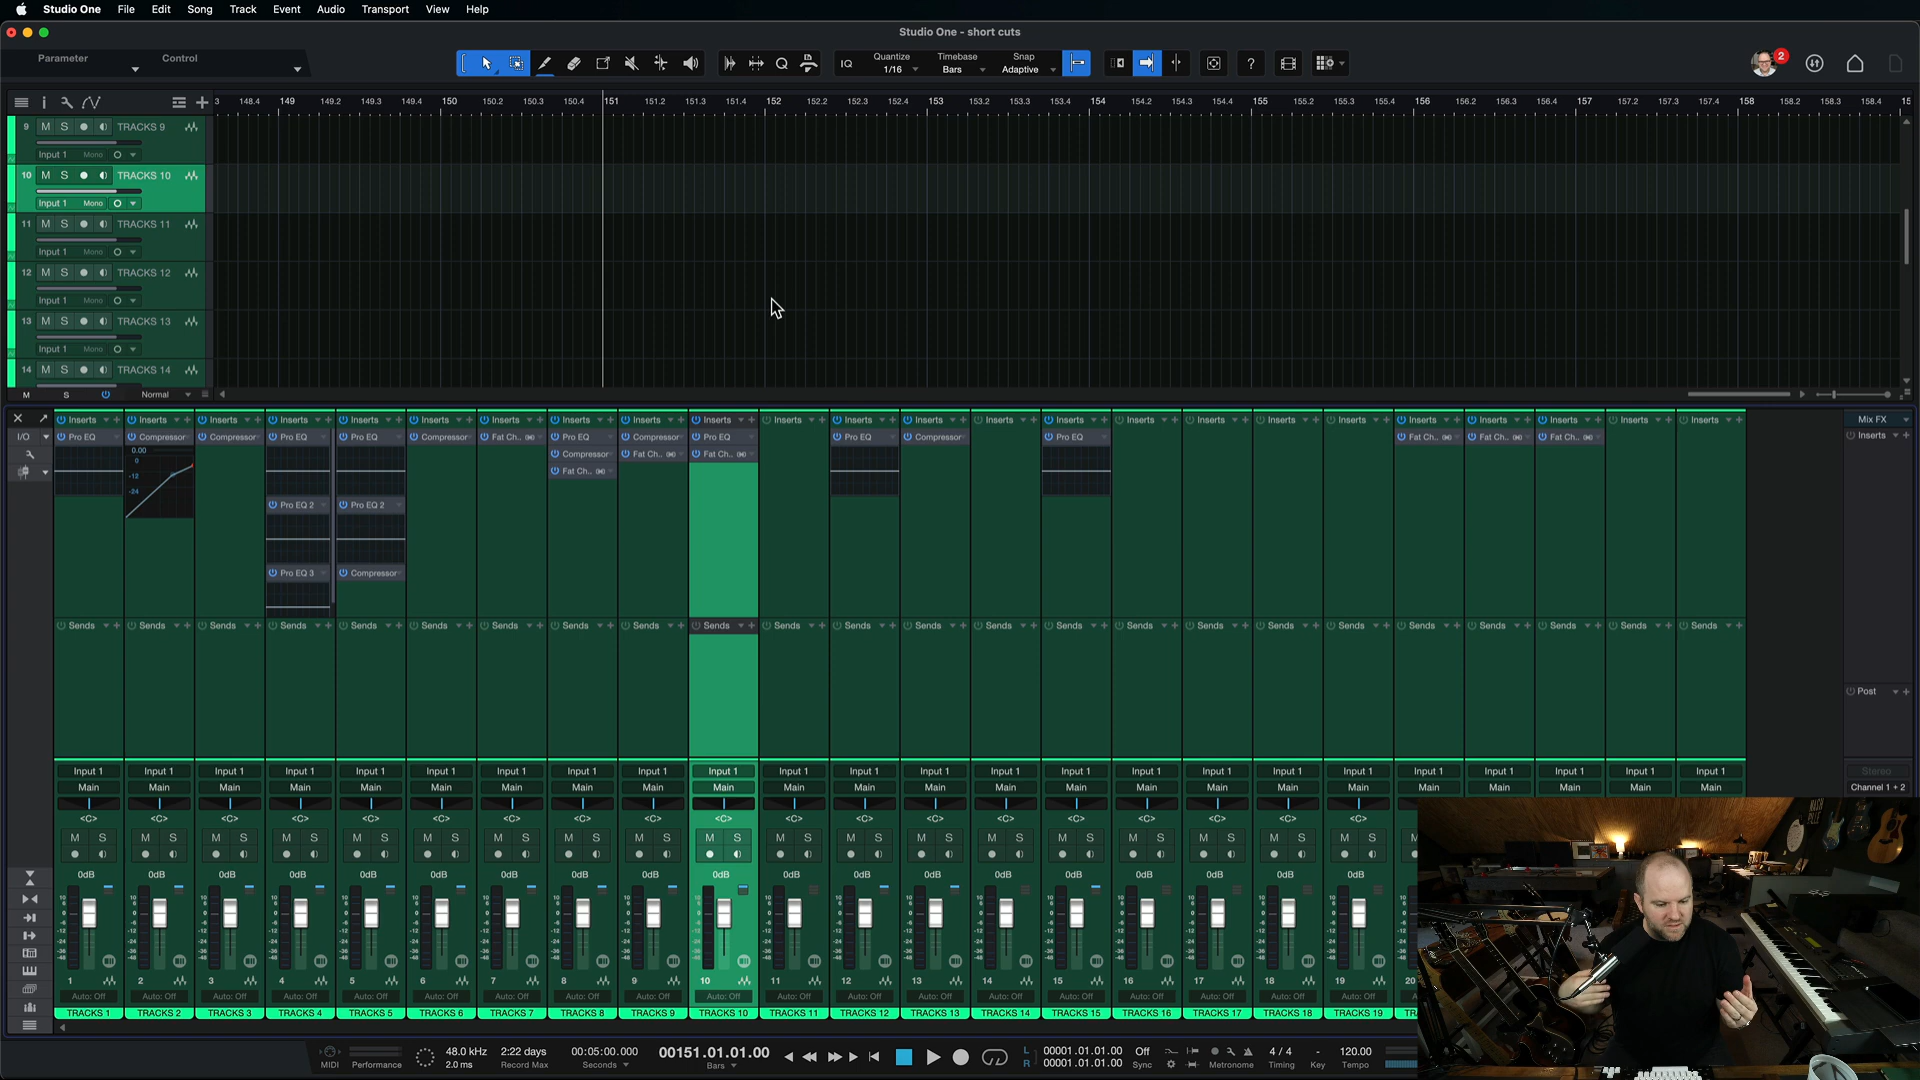 Studio One File Edit Song Track Event Audio Transport View Help
Studio One - short cuts
Parameter Control
IQ Quantize 1/16 Timebase Bars Snap Adaptive ? 2
3 148.4 149 149.2 149.3 149.4 150 150.2 150.3 150.4 151 151.2 151.3 151.4 152 152.2 152.3 152.4 153 153.2 153.3 153.4 154 154.2 154.3 154.4 155 155.2 155.3 155.4 156 156.2 156.3 156.4 157 157.2 157.3 157.4 158 158.2 158.3 158.4 15
9 M S TRACKS 9
Input 1 Mono
10 M S TRACKS 10
Input 1 Mono
11 M S TRACKS 11
Input 1 Mono
12 M S TRACKS 12
Input 1 Mono
13 M S TRACKS 13
Input 1 Mono
14 M S TRACKS 14
M S Normal
Inserts Inserts Inserts Inserts Inserts Inserts Inserts Inserts Inserts Inserts Inserts Inserts Inserts Inserts Inserts Inserts Inserts Inserts Inserts Inserts Inserts Inserts Inserts Inserts Mix FX
I/O Pro EQ Compressor Compressor Pro EQ Pro EQ Compressor Fat Ch.. Pro EQ Compressor Pro EQ Pro EQ Compressor Pro EQ Fat Ch.. Fat Ch.. Fat Ch.. Inserts
0.00 Compressor Fat Ch.. Fat Ch..
0
-12
Fat Ch..
-24
Pro EQ 2 Pro EQ 2
Pro EQ 3 Compressor
Sends Sends Sends Sends Sends Sends Sends Sends Sends Sends Sends Sends Sends Sends Sends Sends Sends Sends Sends Sends Sends Sends Sends Sends
Post
Input 1 Input 1 Input 1 Input 1 Input 1 Input 1 Input 1 Input 1 Input 1 Input 1 Input 1 Input 1 Input 1 Input 1 Input 1 Input 1 Input 1 Input 1 Input 1 Input 1 Input 1 Input 1 Input 1 Input 1 Stereo
Main Main Main Main Main Main Main Main Main Main Main Main Main Main Main Main Main Main Main Main Main Main Main Main Channel 1 + 2
<C> <C> <C> <C> <C> <C> <C> <C> <C> <C> <C> <C> <C> <C> <C> <C> <C> <C> <C>
M S M S M S M S M S M S M S M S M S M S M S M S M S M S M S M S M S M S M S M
0dB 0dB 0dB 0dB 0dB 0dB 0dB 0dB 0dB 0dB 0dB 0dB 0dB 0dB 0dB 0dB 0dB 0dB 0dB
1 2 3 4 5 6 7 8 9 10 11 12 13 14 15 16 17 18 19 20
Auto: Off Auto: Off Auto: Off Auto: Off Auto: Off Auto: Off Auto: Off Auto: Off Auto: Off Auto: Off Auto: Off Auto: Off Auto: Off Auto: Off Auto: Off Auto: Off Auto: Off Auto: Off Auto: Off
TRACKS 1 TRACKS 2 TRACKS 3 TRACKS 4 TRACKS 5 TRACKS 6 TRACKS 7 TRACKS 8 TRACKS 9 TRACKS 10 TRACKS 11 TRACKS 12 TRACKS 13 TRACKS 14 TRACKS 15 TRACKS 16 TRACKS 17 TRACKS 18 TRACKS 19
48.0 kHz 2:22 days 00:05:00.000 00151.01.01.00 L 00001.01.01.00 Off 4 / 4 - 120.00
MIDI Performance 2.0 ms Record Max Seconds Bars R 00001.01.01.00 Sync Metronome Timing Key Tempo